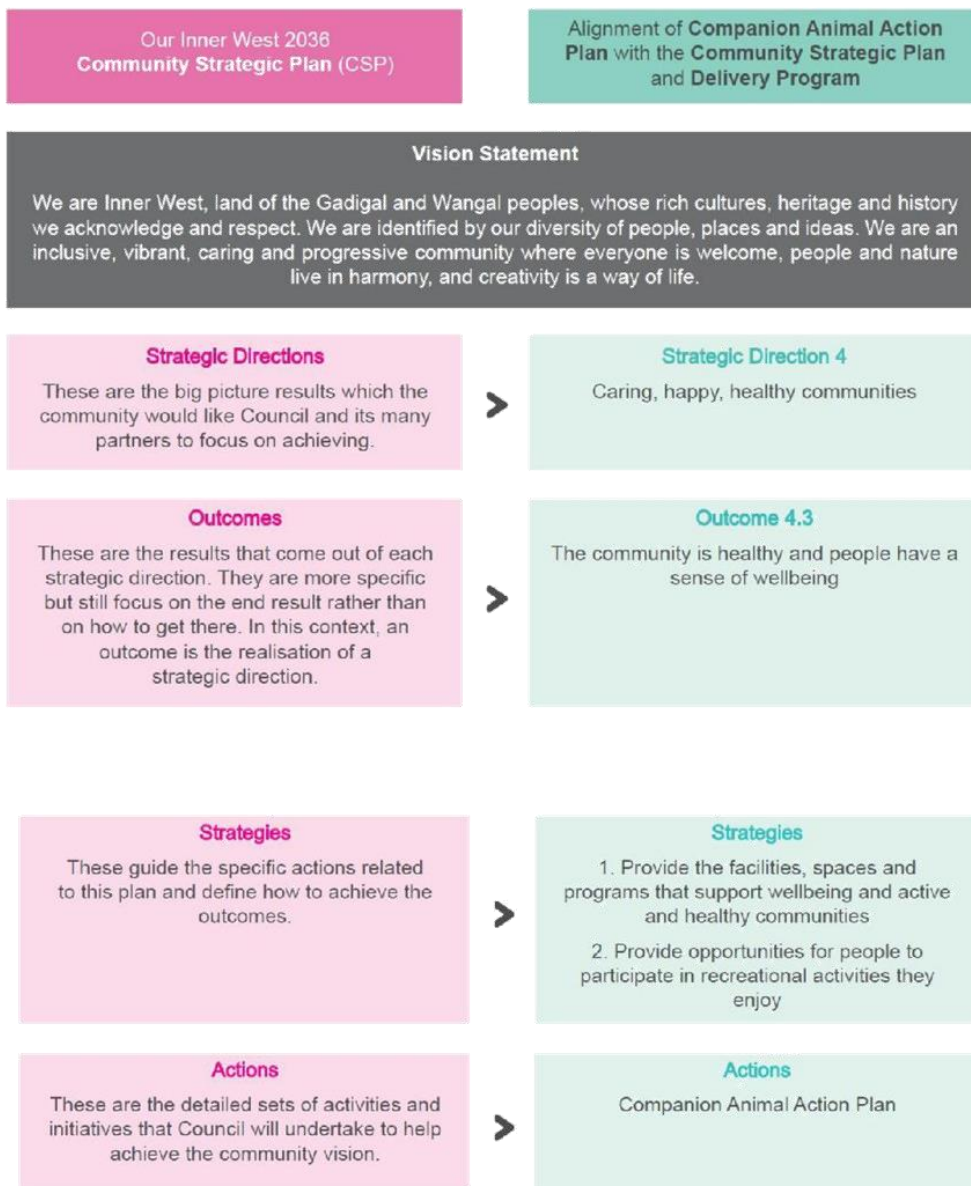 Our Inner West 2036
Community Strategic Plan (CSP)
Alignment of Companion Animal Action
Plan with the Community Strategic Plan
and Delivery Program
Vision Statement
We are Inner West, land of the Gadigal and Wangal peoples, whose rich cultures, heritage and history
we acknowledge and respect. We are identified by our diversity of people, places and ideas. We are an
inclusive, vibrant, caring and progressive community where everyone is welcome, people and nature
live in harmony, and creativity is a way of life.
Strategic Directions
These are the big picture results which the
community would like Council and its many
partners to focus on achieving.
>
Strategic Direction 4
Caring, happy, healthy communities
Outcomes
These are the results that come out of each
strategic direction. They are more specific
but still focus on the end result rather than
on how to get there. In this context, an
outcome is the realisation of a
strategic direction.
>
Outcome 4.3
The community is healthy and people have a
sense of wellbeing
Strategies
These guide the specific actions related
to this plan and define how to achieve the
outcomes.
>
Strategies
1. Provide the facilities, spaces and
programs that support wellbeing and active
and healthy communities
2. Provide opportunities for people to
participate in recreational activities they
enjoy
Actions
These are the detailed sets of activities and
initiatives that Council will undertake to help
achieve the community vision.
>
Actions
Companion Animal Action Plan